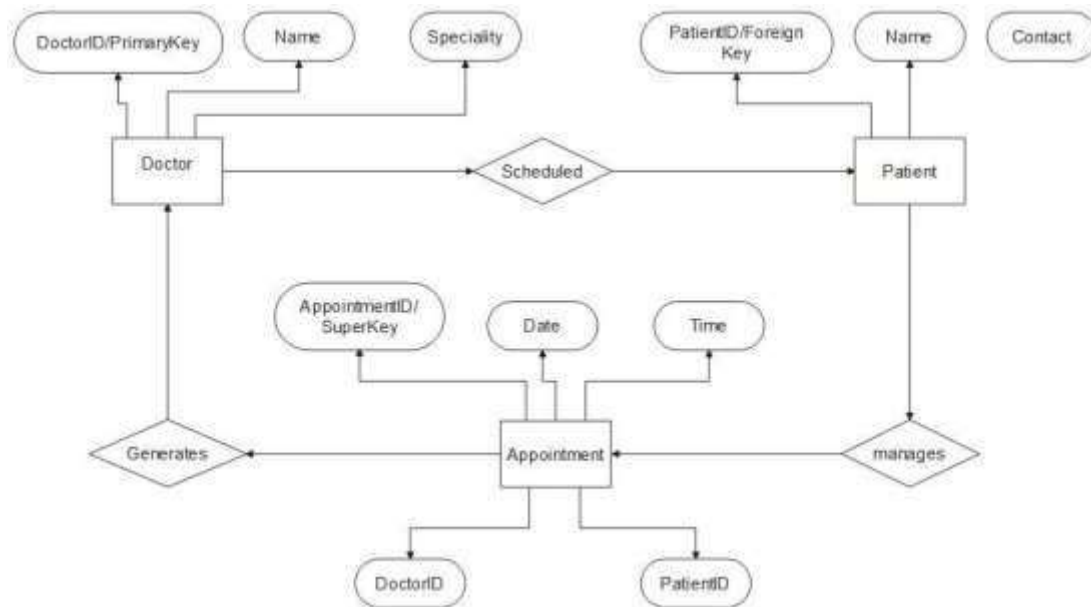 DoctorID/PrimaryKey
Name
Speciality
PatientID/Foreign
Key
Name
Contact
Doctor
Scheduled
Patient
AppointmentID/
SuperKey
Date
Time
Generates
Appointment
manages
DoctorID
PatientID